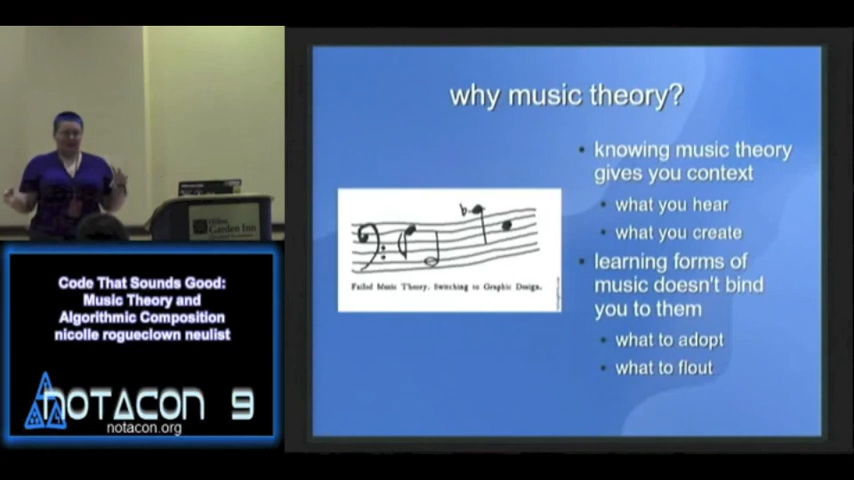 why music theory?
• knowing music theory
gives you context
• what you hear
• what you create
• learning forms of
music doesn't bind
you to them
• what to adopt
• what to flout
Failed Music Theory. Switching to Graphic Design.
Hilton
Garden Inn
Code That Sounds Good:
Music Theory and
Algorithmic Composition
nicolle rogueclown neulist
NOTACON 9
notacon.org